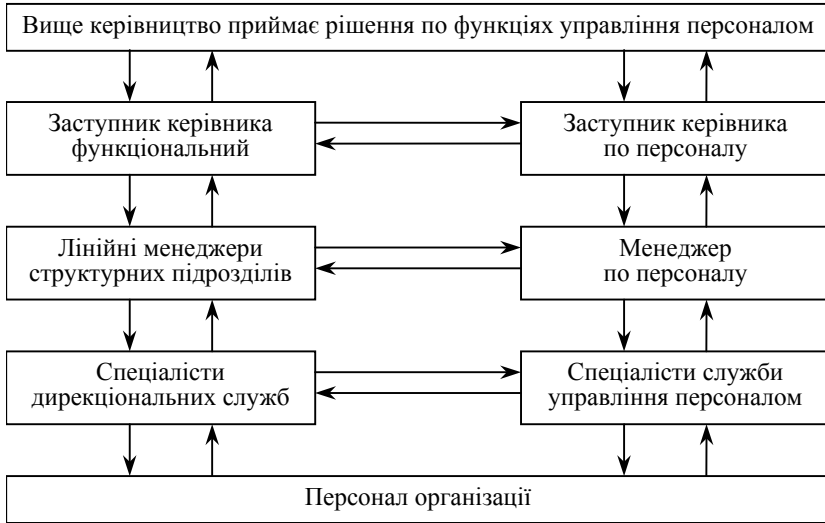 Вище керівництво приймає рішення по функціях управління персоналом
Заступник керівника
функціональний
Заступник керівника
по персоналу
Лінійні менеджери
структурних підрозділів
Менеджер
по персоналу
Спеціалісти
дирекціональних служб
Спеціалісти служби
управління персоналом
Персонал організації